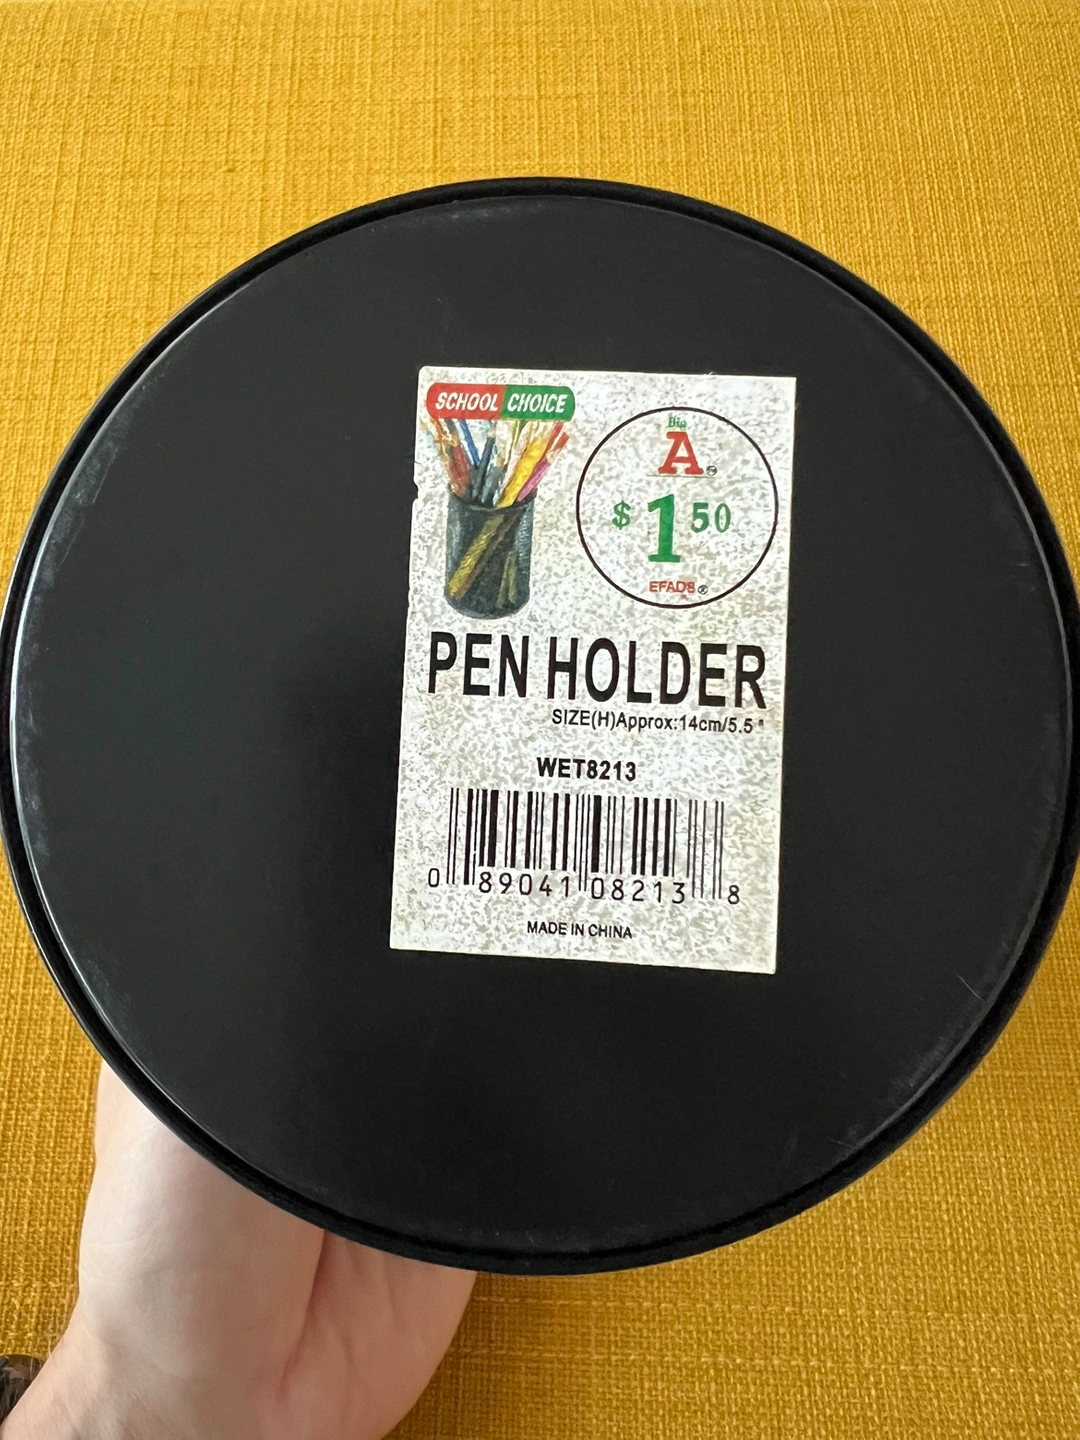 SCHOOL CHOICE
Big
A®
$ 1 50
EFADS®
PEN HOLDER
SIZE(H)Approx:14cm/5.5"
WET8213
0 89041 08213 8
MADE IN CHINA